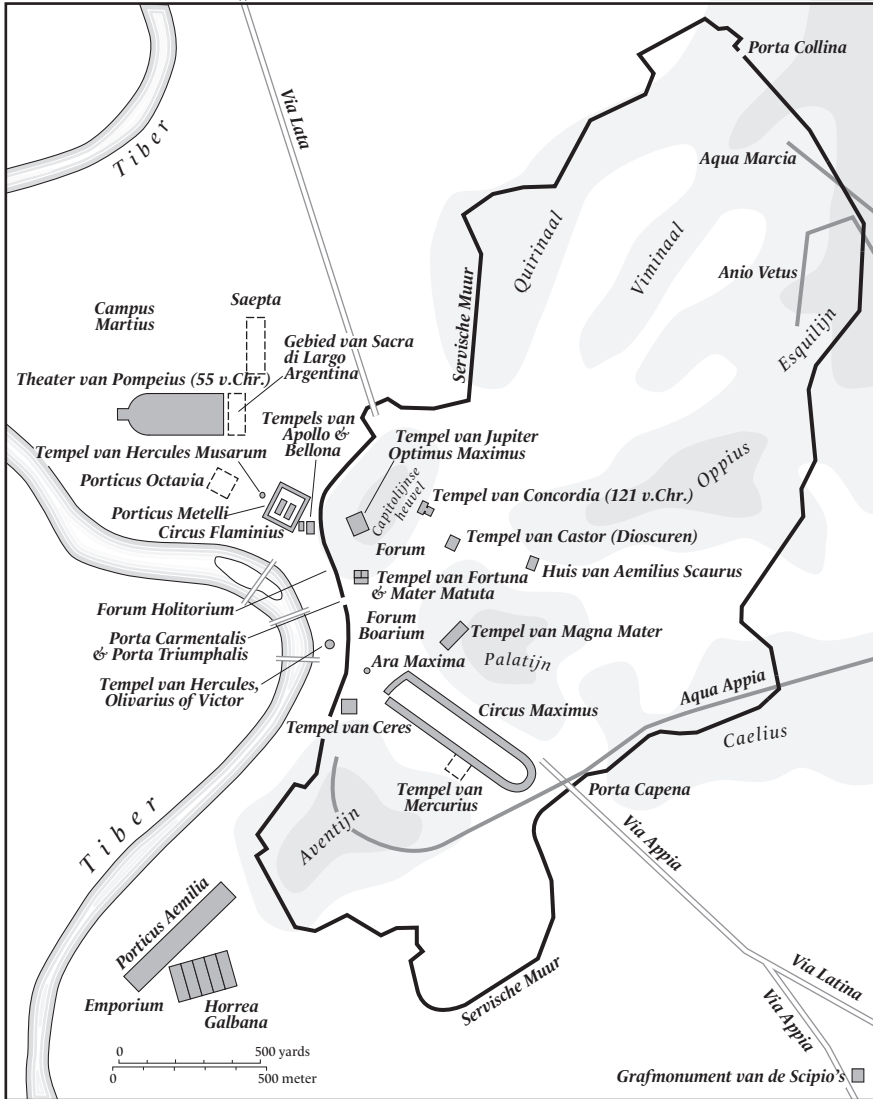 Porta Collina
Via Lata
Tiber
Aqua Marcia
Quirinaal
Viminaal
Servische Muur
Anio Vetus
Esquilijn
Campus
Martius
Saepta
Gebied van Sacra
di Largo
Argentina
Theater van Pompeius (55 v.Chr.)
Tempels van
Apollo &
Bellona
Tempel van Jupiter
Optimus Maximus
Tempel van Hercules Musarum
Porticus Octavia
Oppius
Capitolijnse
heuvel
Tempel van Concordia (121 v.Chr.)
Porticus Metelli
Circus Flaminius
Tempel van Castor (Dioscuren)
Forum
Huis van Aemilius Scaurus
Tempel van Fortuna
& Mater Matuta
Forum Holitorium
Forum
Boarium
Porta Carmentalis
& Porta Triumphalis
Tempel van Magna Mater
Palatijn
Ara Maxima
Tempel van Hercules,
Olivarius of Victor
Aqua Appia
Circus Maximus
Tempel van Ceres
Caelius
Tempel van
Mercurius
Porta Capena
Tiber
Aventijn
Via Appia
Porticus Aemilia
Via Latina
Servische Muur
Via Appia
Emporium
Horrea
Galbana
0 500 yards
0 500 meter
Grafmonument van de Scipio's